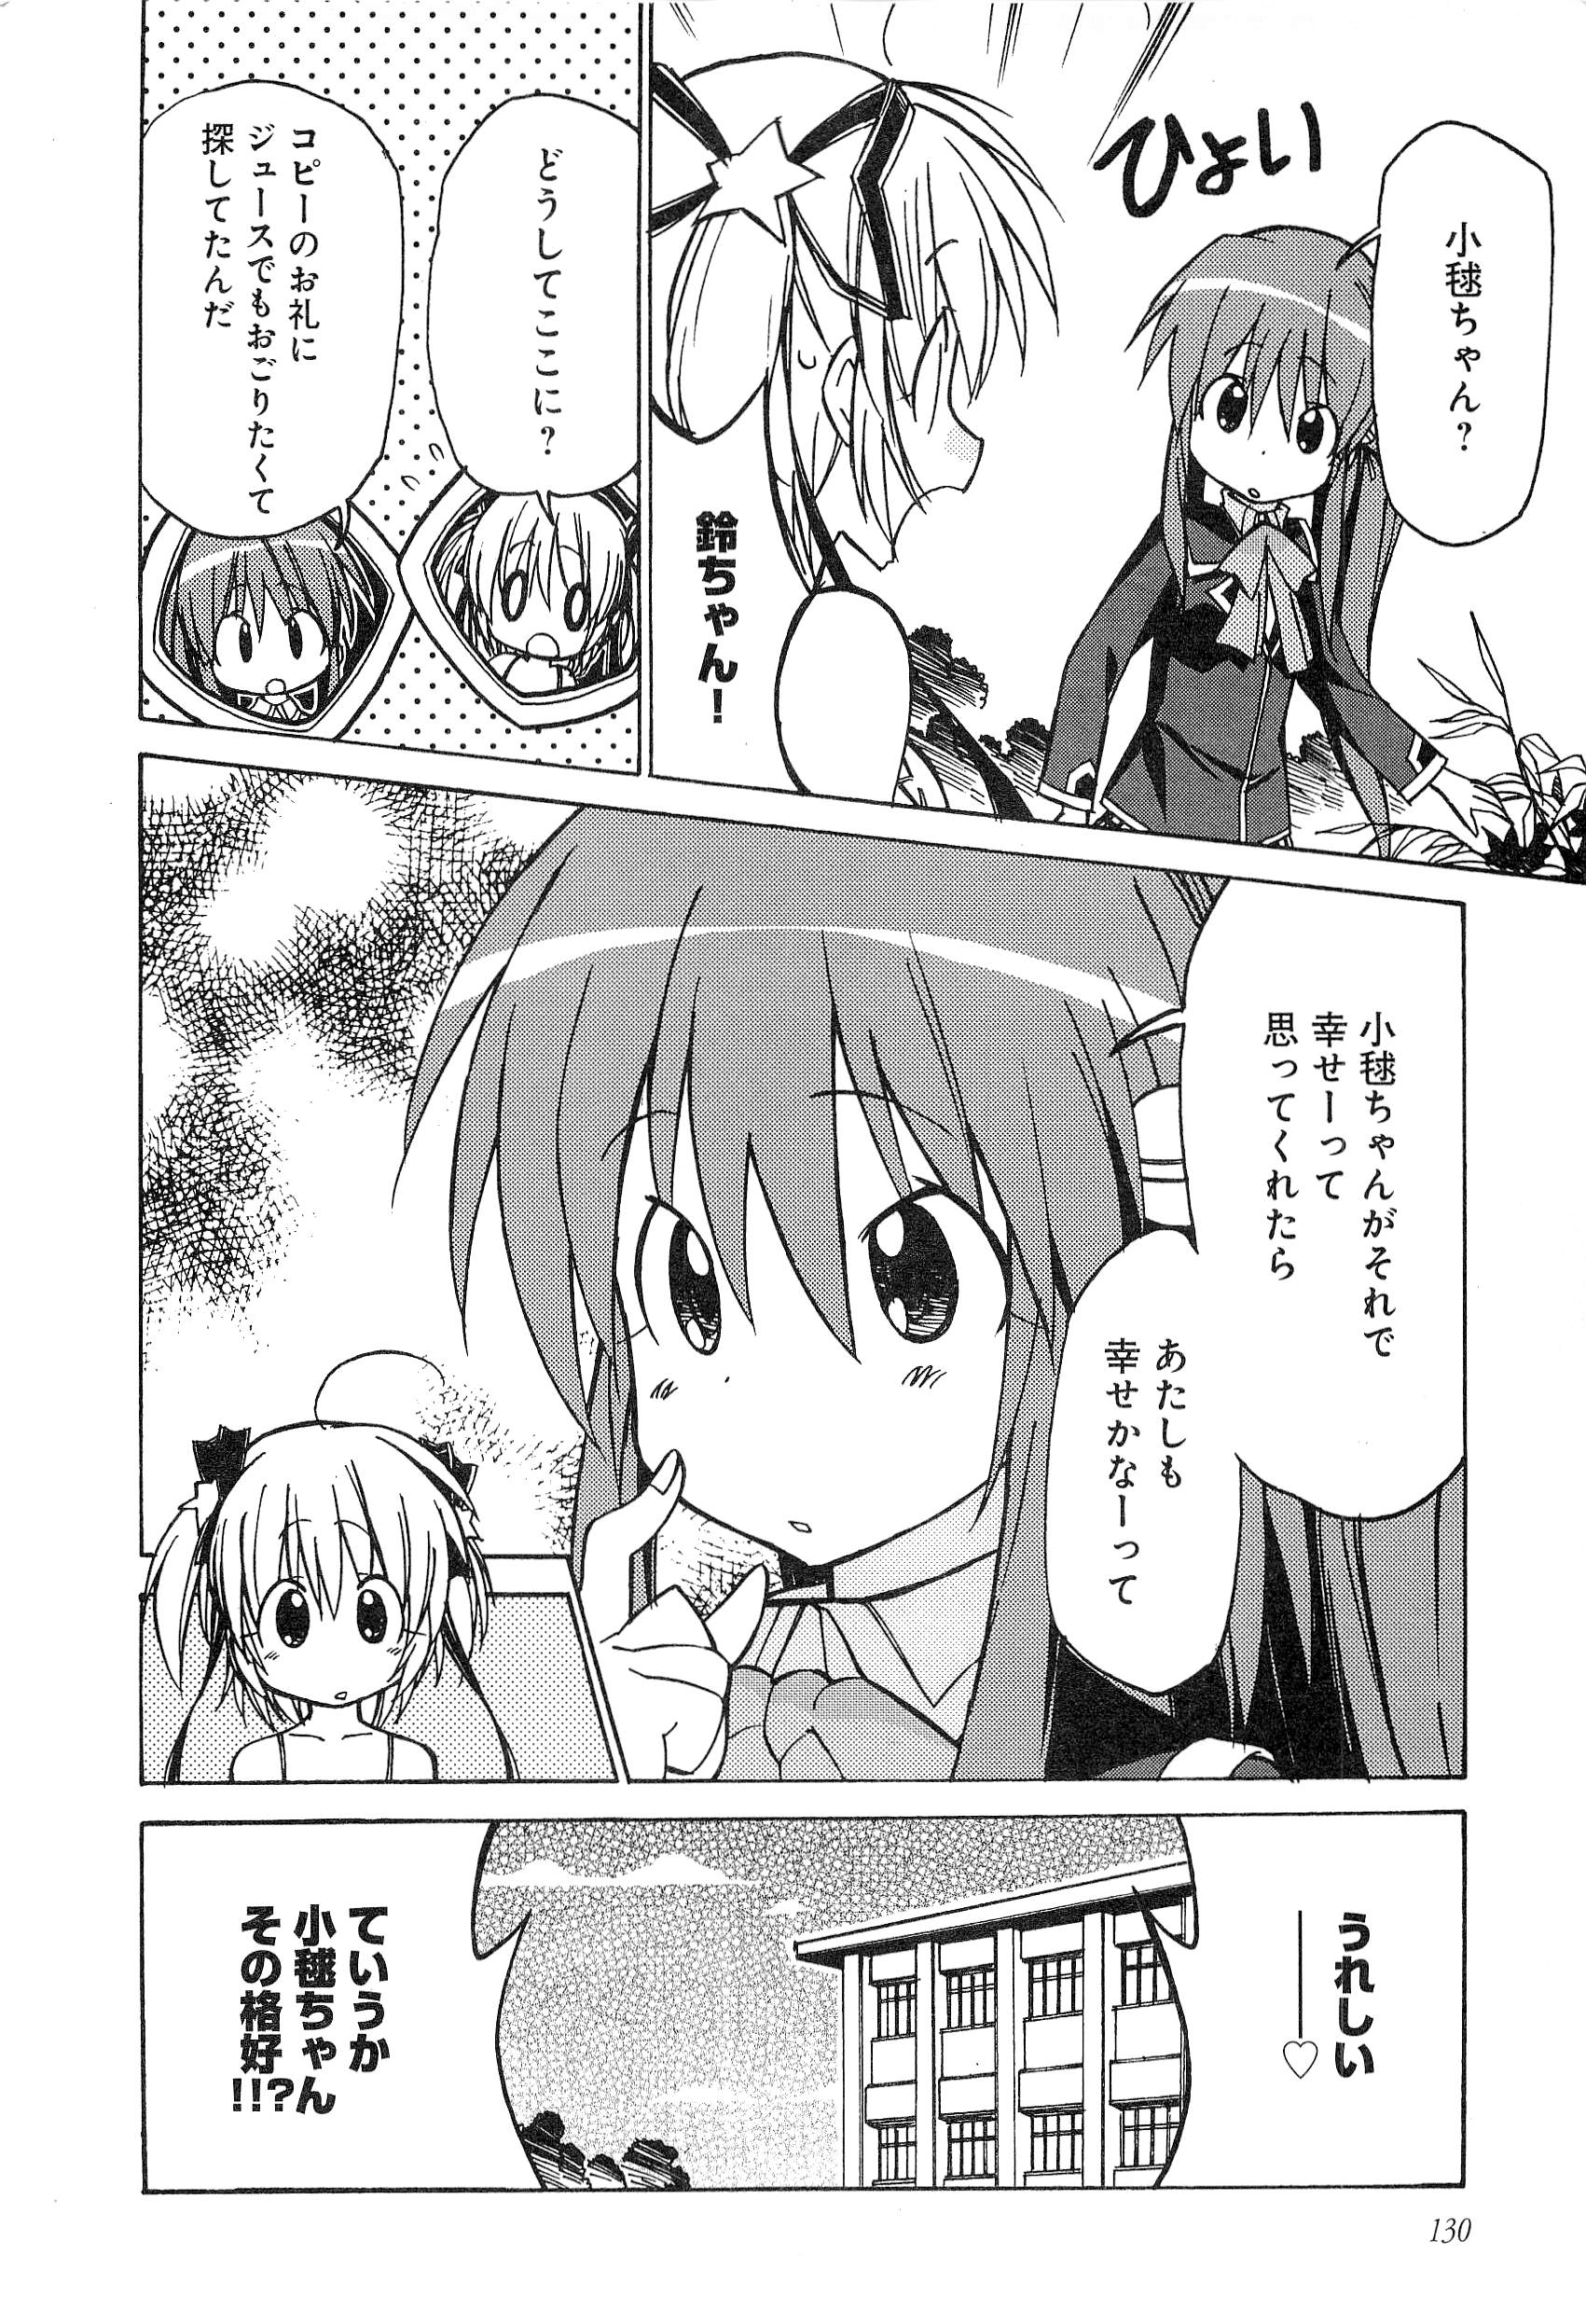 小毬ちゃん？
ひょい
鈴ちゃん！
どうしてここに？
コピーのお礼に
ジュースでもおごりたくて
探してたんだ
小毬ちゃんがそれで
幸せーって
思ってくれたら
あたしも
幸せかなーって
うれしい
――♡
ていうか
小毬ちゃん
その格好!!?
130